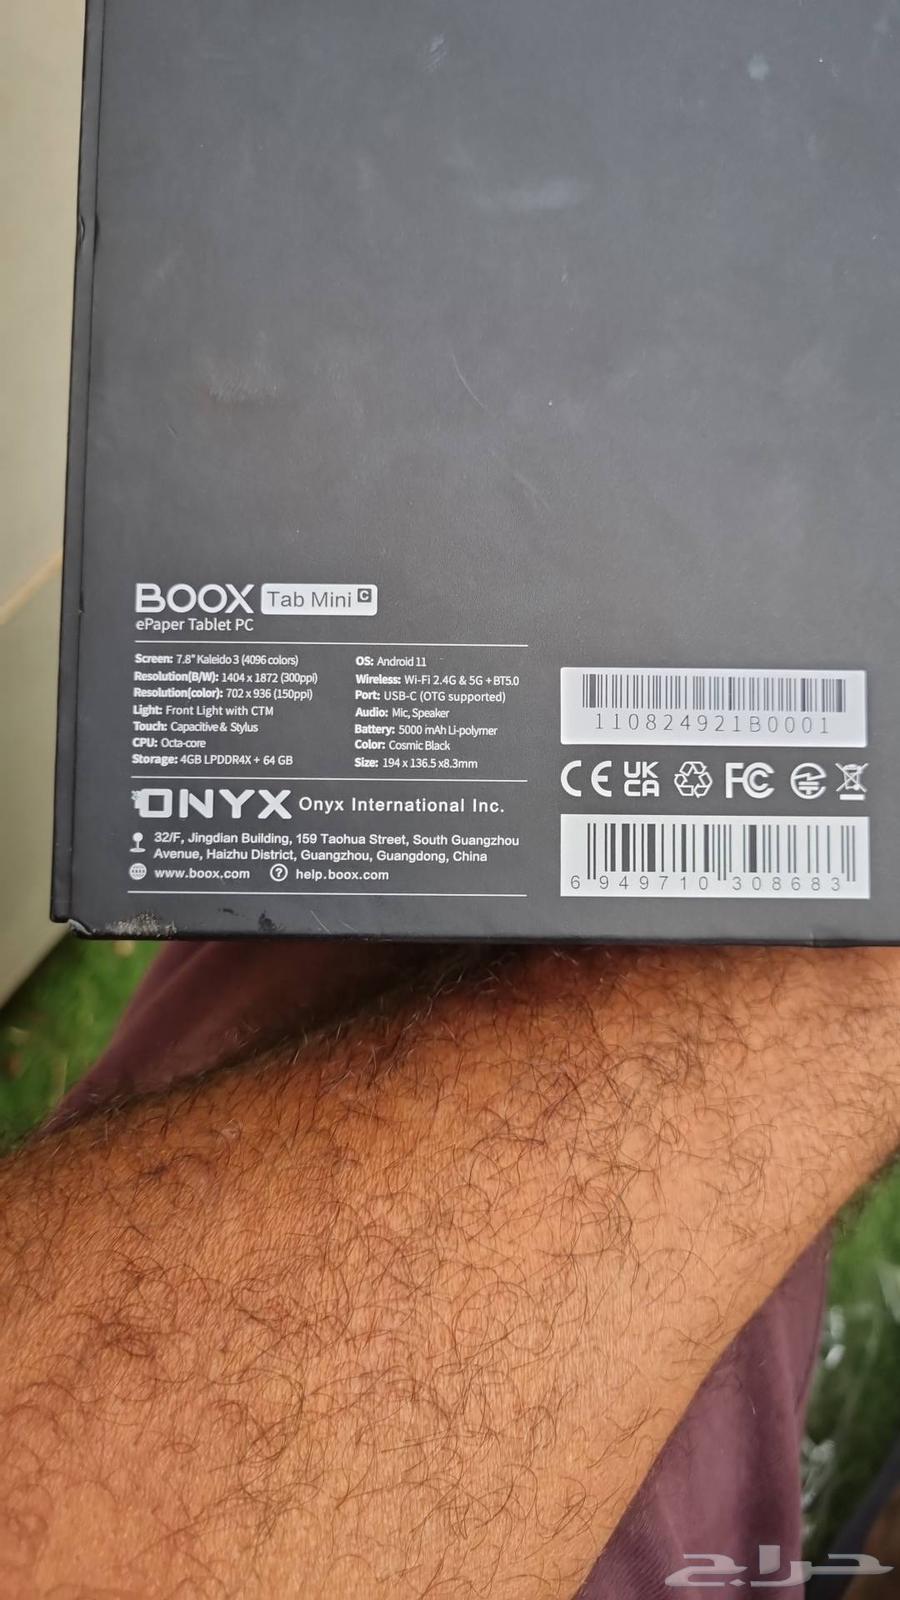 BOOX Tab Mini C
ePaper Tablet PC
Screen: 7.8" Kaleido 3 (4096 colors)
Resolution(B/W): 1404 x 1872 (300ppi)
Resolution(color): 702 x 936 (150ppi)
Light: Front Light with CTM
Touch: Capacitive & Stylus
CPU: Octa-core
Storage: 4GB LPDDR4X + 64 GB
OS: Android 11
Wireless: Wi-Fi 2.4G & 5G + BT5.0
Port: USB-C (OTG supported)
Audio: Mic, Speaker
Battery: 5000 mAh Li-polymer
Color: Cosmic Black
Size: 194 x 136.5 x8.3mm
ONYX Onyx International Inc.
32/F, Jingdian Building, 159 Taohua Street, South Guangzhou
Avenue, Haizhu District, Guangzhou, Guangdong, China
www.boox.com help.boox.com
110824921B0001
CE UK CA FC
6 949710 308683
حراج